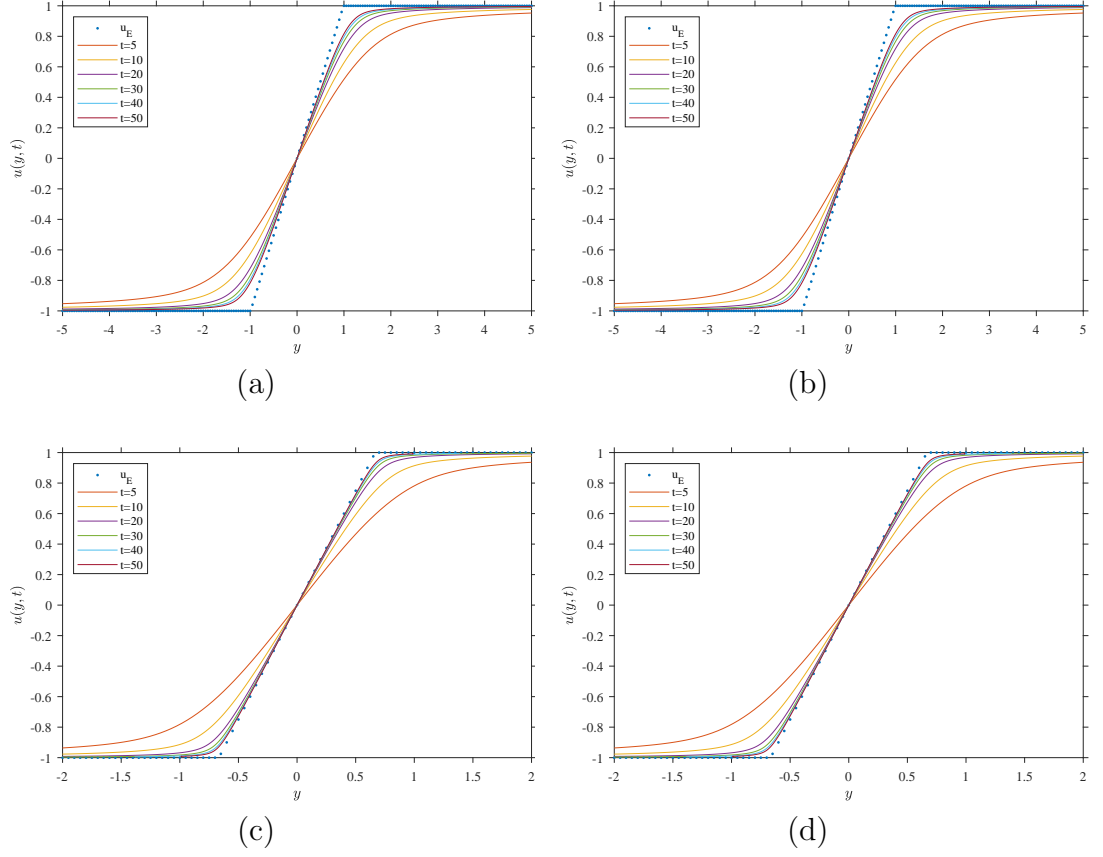 1
0.8
0.6
0.4
0.2
0
-0.2
-0.4
-0.6
-0.8
-1
u(y,t)
u_E
t=5
t=10
t=20
t=30
t=40
t=50
-5 -4 -3 -2 -1 0 1 2 3 4 5
y
(a)
1
0.8
0.6
0.4
0.2
0
-0.2
-0.4
-0.6
-0.8
-1
u(y,t)
u_E
t=5
t=10
t=20
t=30
t=40
t=50
-5 -4 -3 -2 -1 0 1 2 3 4 5
y
(b)
1
0.8
0.6
0.4
0.2
0
-0.2
-0.4
-0.6
-0.8
-1
u(y,t)
u_E
t=5
t=10
t=20
t=30
t=40
t=50
-2 -1.5 -1 -0.5 0 0.5 1 1.5 2
y
(c)
1
0.8
0.6
0.4
0.2
0
-0.2
-0.4
-0.6
-0.8
-1
u(y,t)
u_E
t=5
t=10
t=20
t=30
t=40
t=50
-2 -1.5 -1 -0.5 0 0.5 1 1.5 2
y
(d)